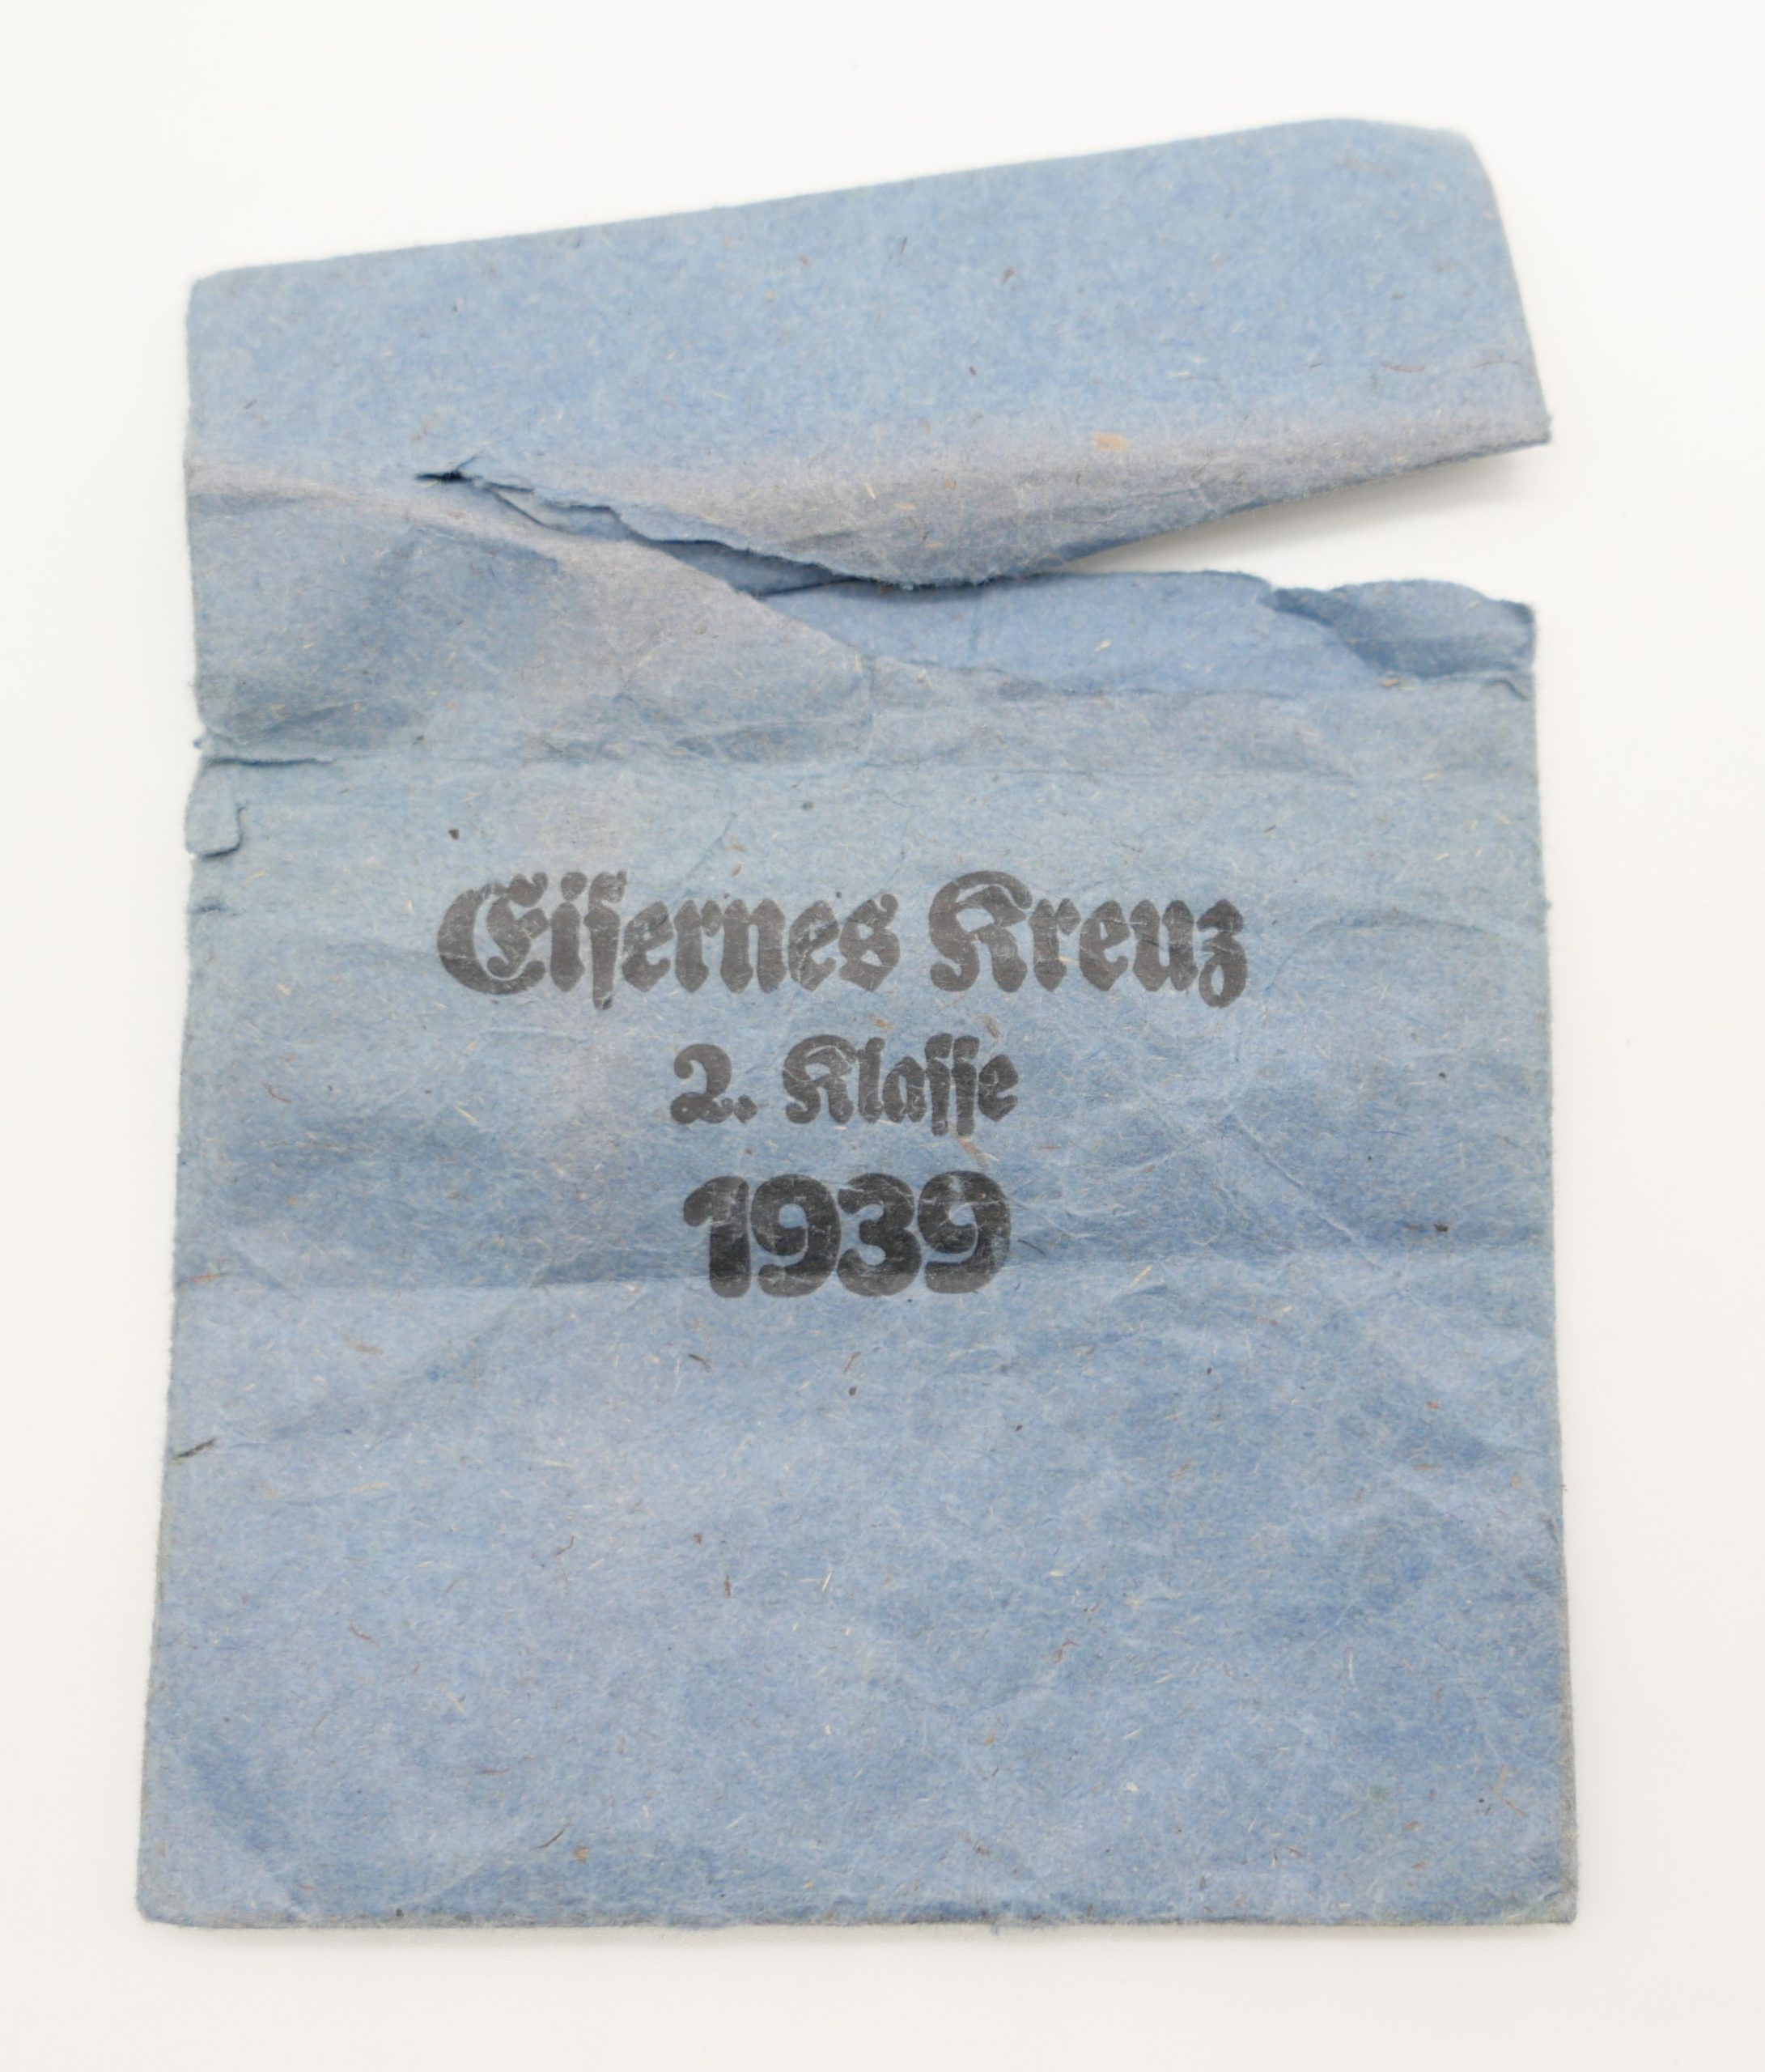 Eiſernes Kreuz
2. Klaſſe
1939